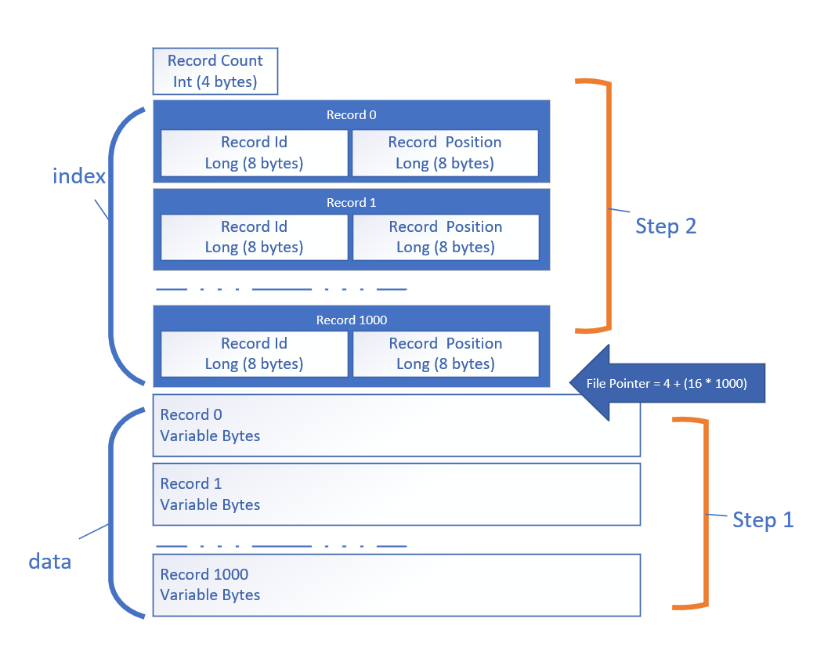 Record Count
Int (4 bytes)
Record 0
Record Id
Long (8 bytes)
Record Position
Long (8 bytes)
index
Record 1
Record Id
Long (8 bytes)
Record Position
Long (8 bytes)
Step 2
Record 1000
Record Id
Long (8 bytes)
Record Position
Long (8 bytes)
File Pointer = 4 + (16 * 1000)
Record 0
Variable Bytes
Record 1
Variable Bytes
Step 1
data
Record 1000
Variable Bytes